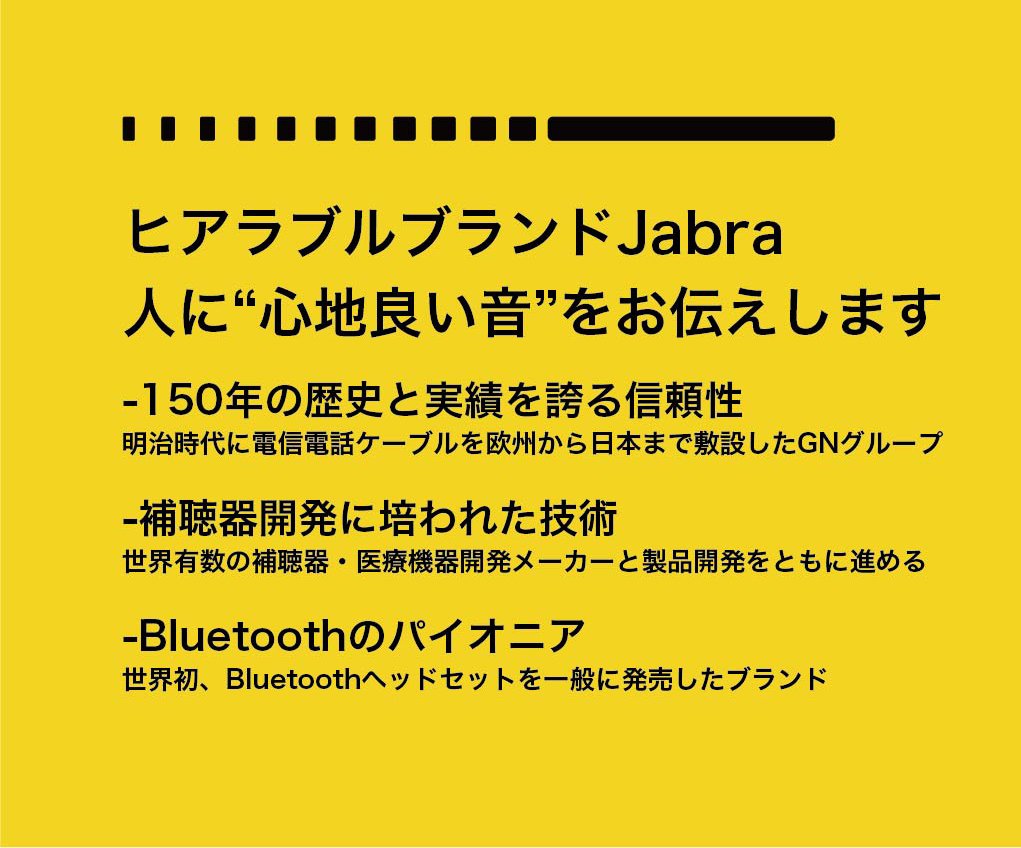 ヒアラブルブランドJabra
人に“心地良い音”をお伝えします
-150年の歴史と実績を誇る信頼性
明治時代に電信電話ケーブルを欧州から日本まで敷設したGNグループ
-補聴器開発に培われた技術
世界有数の補聴器・医療機器開発メーカーと製品開発をともに進める
-Bluetoothのパイオニア
世界初、Bluetoothヘッドセットを一般に発売したブランド